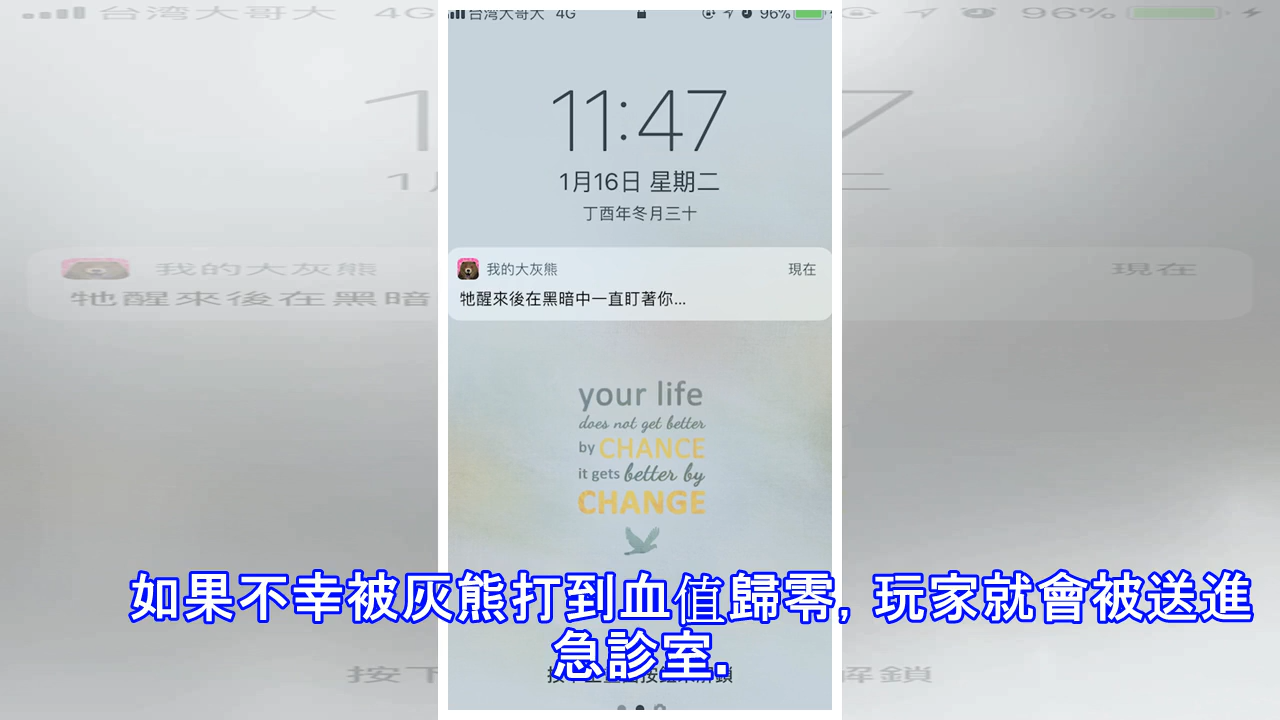 台湾大哥大 4G 96%
11:47
1月16日 星期二
丁酉年冬月三十
我的大灰熊 現在
牠醒來後在黑暗中一直盯著你...
your life
does not get better
by CHANCE
it gets better by
CHANGE
如果不幸被灰熊打到血值歸零, 玩家就會被送進
急診室.